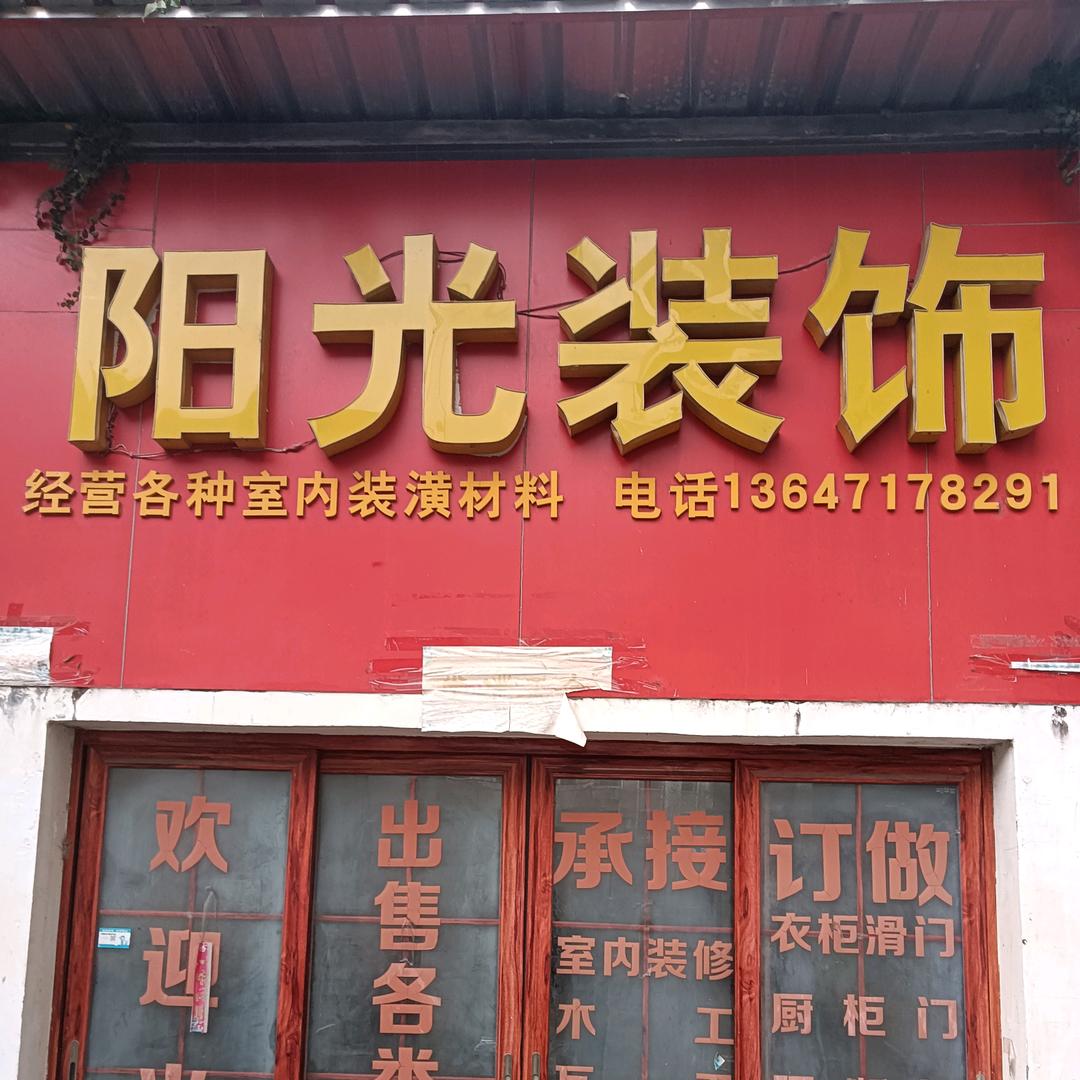 阳光装饰
经营各种室内装潢材料 电话13647178291
欢迎
出售各类
承接
室内装修
木工
订做
衣柜滑门
厨柜门